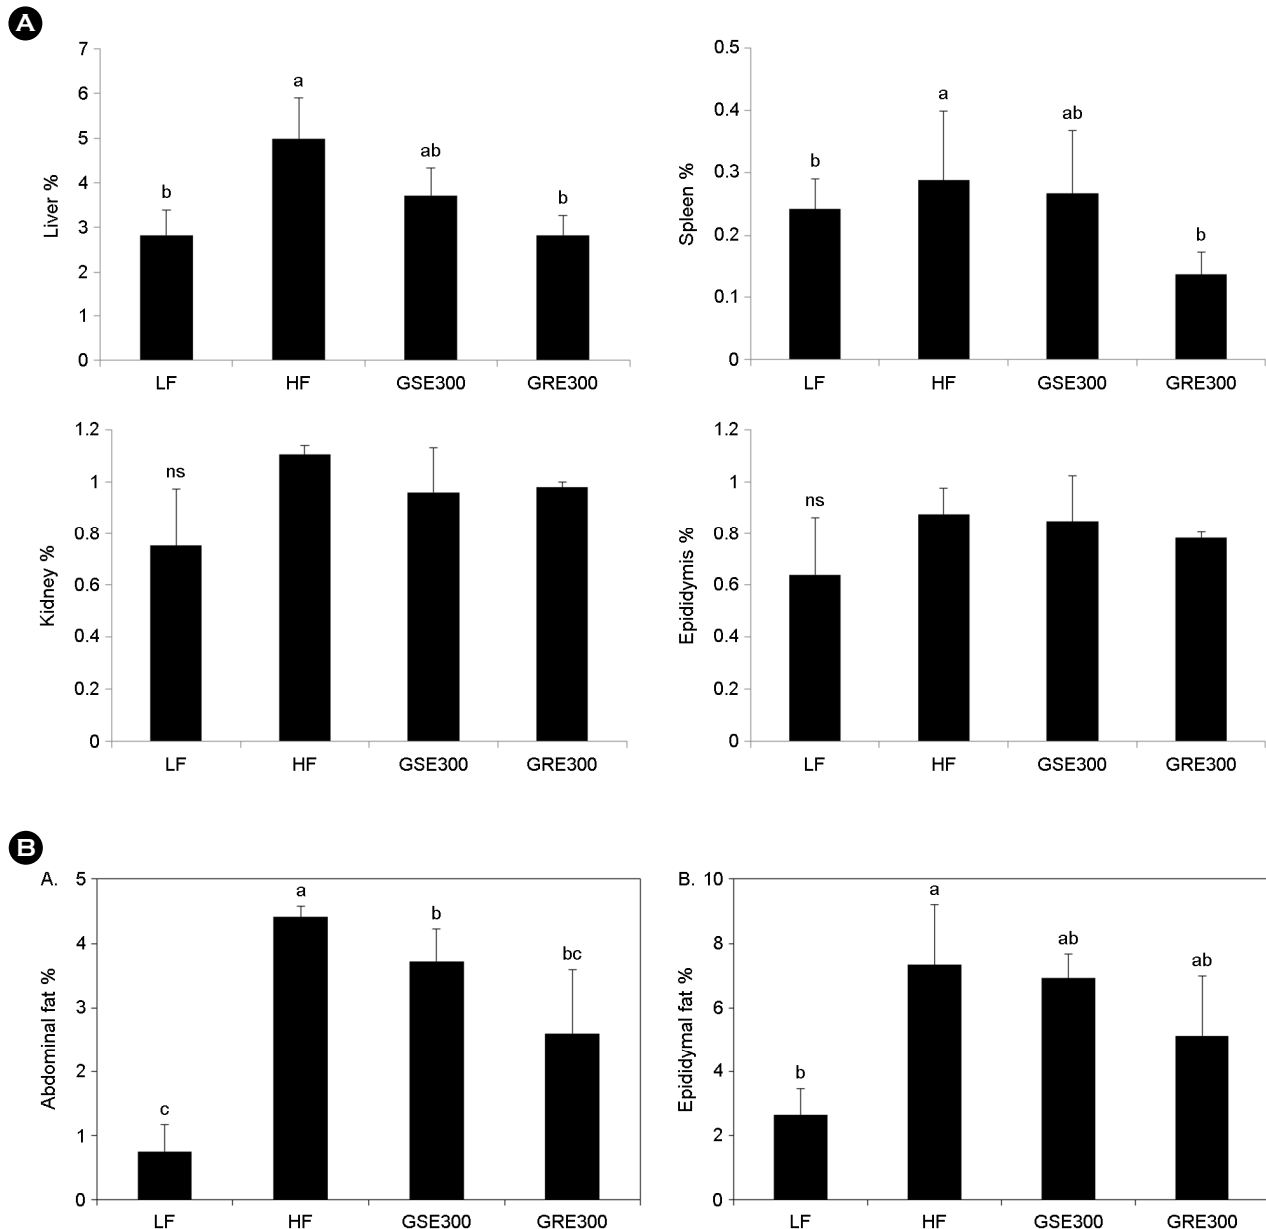 A
Liver %
7
6
5
4
3
2
1
0
b
a
ab
b
LF HF GSE300 GRE300
Spleen %
0.5
0.4
0.3
0.2
0.1
0
b
a
ab
b
LF HF GSE300 GRE300
Kidney %
1.2
1
0.8
0.6
0.4
0.2
0
ns
LF HF GSE300 GRE300
Epididymis %
1.2
1
0.8
0.6
0.4
0.2
0
ns
LF HF GSE300 GRE300
B
A.
Abdominal fat %
5
4
3
2
1
0
c
a
b
bc
LF HF GSE300 GRE300
B.
Epididymal fat %
10
8
6
4
2
0
b
a
ab
ab
LF HF GSE300 GRE300